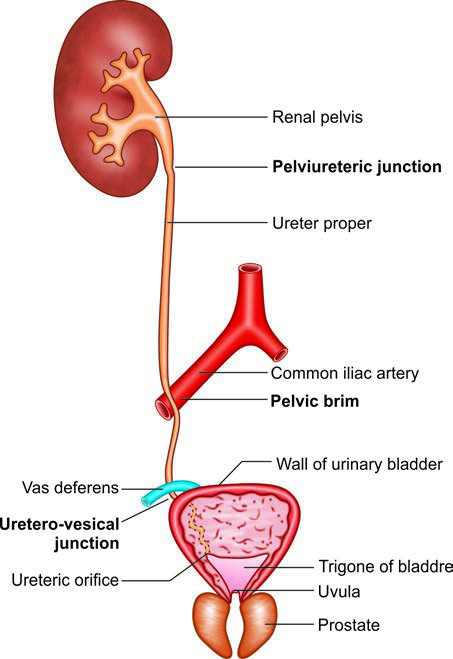 Renal pelvis
Pelviureteric junction
Ureter proper
Common iliac artery
Pelvic brim
Wall of urinary bladder
Vas deferens
Uretero-vesical
junction
Ureteric orifice
Trigone of bladdre
Uvula
Prostate